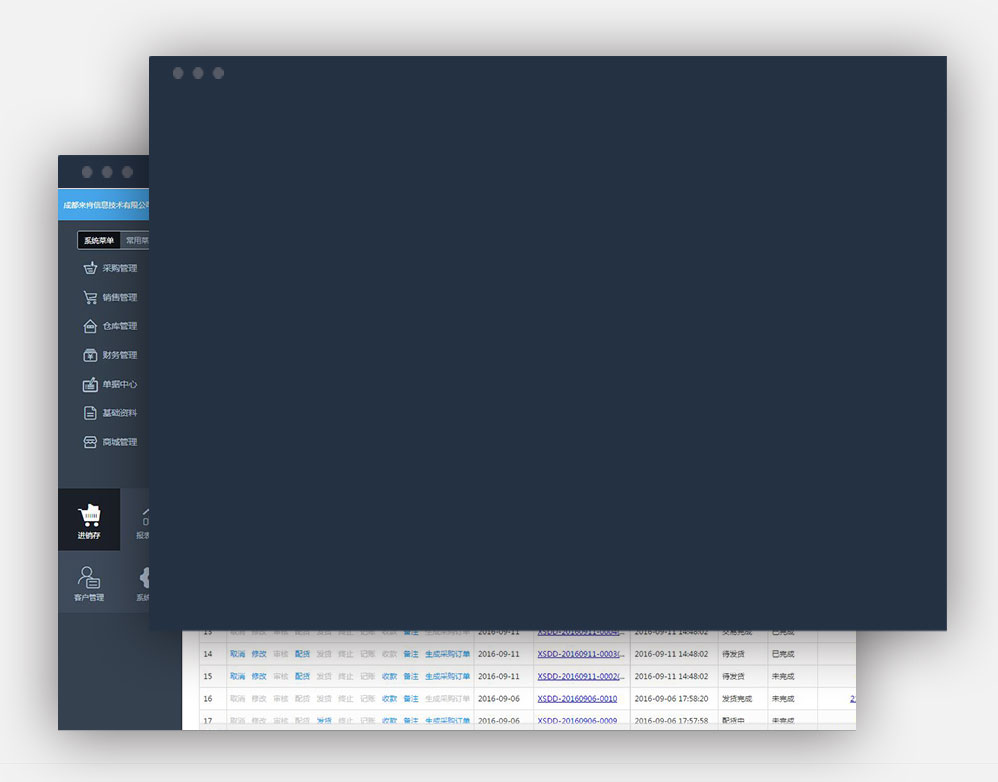 成都来肯信息技术有限公司
系统菜单 常用菜
采购管理
销售管理
仓库管理
财务管理
单据中心
基础资料
商城管理
进销存 报表
客户管理 系统
13 取消 修改 审核 配货 发货 终止 记账 收款 备注 生成采购订单 2016-09-11 XSDD-20160911-0004(... 2016-09-11 14:48:02 交易完成 已完成
14 取消 修改 审核 配货 发货 终止 记账 收款 备注 生成采购订单 2016-09-11 XSDD-20160911-0003(... 2016-09-11 14:48:02 待发货 已完成
15 取消 修改 审核 配货 发货 终止 记账 收款 备注 生成采购订单 2016-09-11 XSDD-20160911-0002(... 2016-09-11 14:48:02 待发货 未完成
16 取消 修改 审核 配货 发货 终止 记账 收款 备注 生成采购订单 2016-09-06 XSDD-20160906-0010 2016-09-06 17:58:20 发货完成 未完成 2
17 取消 修改 审核 配货 发货 终止 记账 收款 备注 生成采购订单 2016-09-06 XSDD-20160906-0009 2016-09-06 17:57:58 配货中 未完成